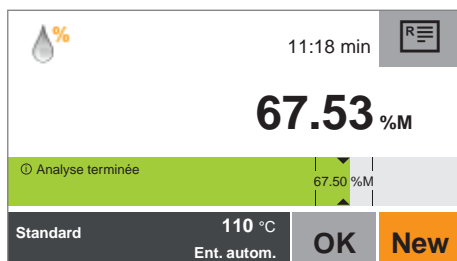 %
11:18 min
R
67.53 %M
ⓘ Analyse terminée
67.50 %M
Standard
110 °C
Ent. autom.
OK
New